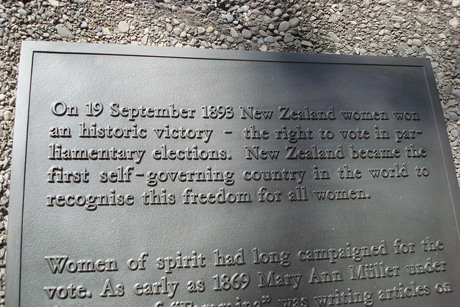 On 19 September 1893 New Zealand women won
an historic victory - the right to vote in par-
liamentary elections. New Zealand became the
first self-governing country in the world to
recognise this freedom for all women.
Women of spirit had long campaigned for the
vote. As early as 1869 Mary Ann Müller under
of "Femmina" was writing articles on